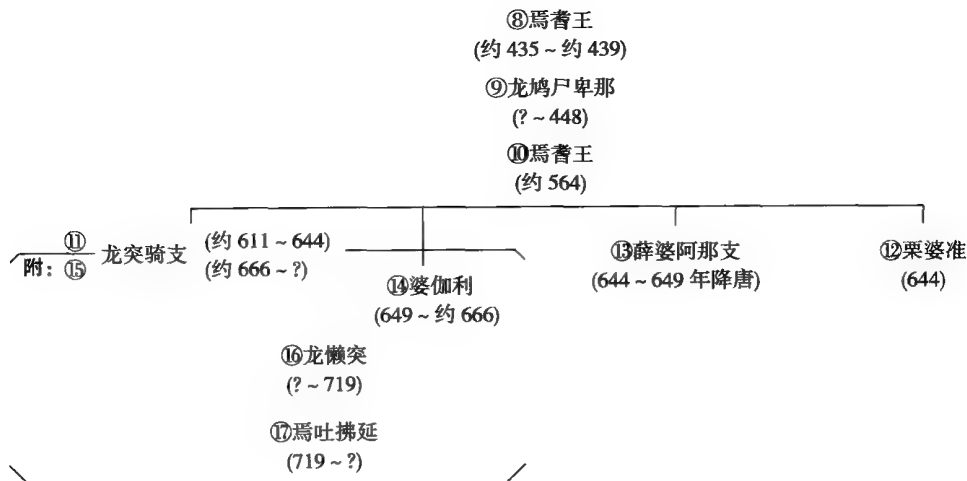 ⑧焉耆王
(约 435 ~ 约 439)
⑨龙鸠尸卑那
(? ~ 448)
⑩焉耆王
(约 564)
⑪
附: ⑮
龙突骑支
(约 611 ~ 644)
(约 666 ~ ?)
⑭婆伽利
(649 ~ 约 666)
⑬薛婆阿那支
(644 ~ 649 年降唐)
⑫栗婆准
(644)
⑯龙懒突
(? ~ 719)
⑰焉吐拂延
(719 ~ ?)